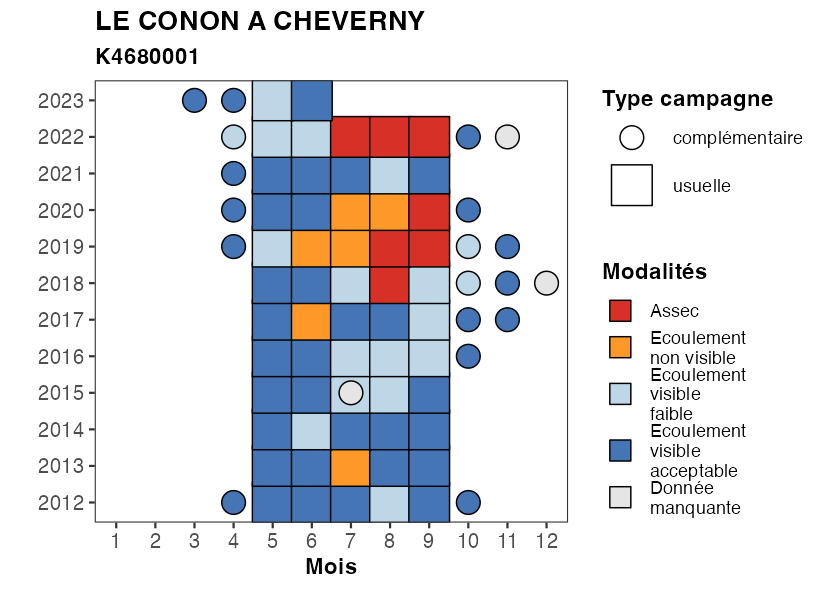 LE CONON A CHEVERNY
K4680001
2023
2022
2021
2020
2019
2018
2017
2016
2015
2014
2013
2012
1 2 3 4 5 6 7 8 9 10 11 12
Mois
Type campagne
complémentaire
usuelle
Modalités
Assec
Ecoulement
non visible
Ecoulement
visible
faible
Ecoulement
visible
acceptable
Donnée
manquante